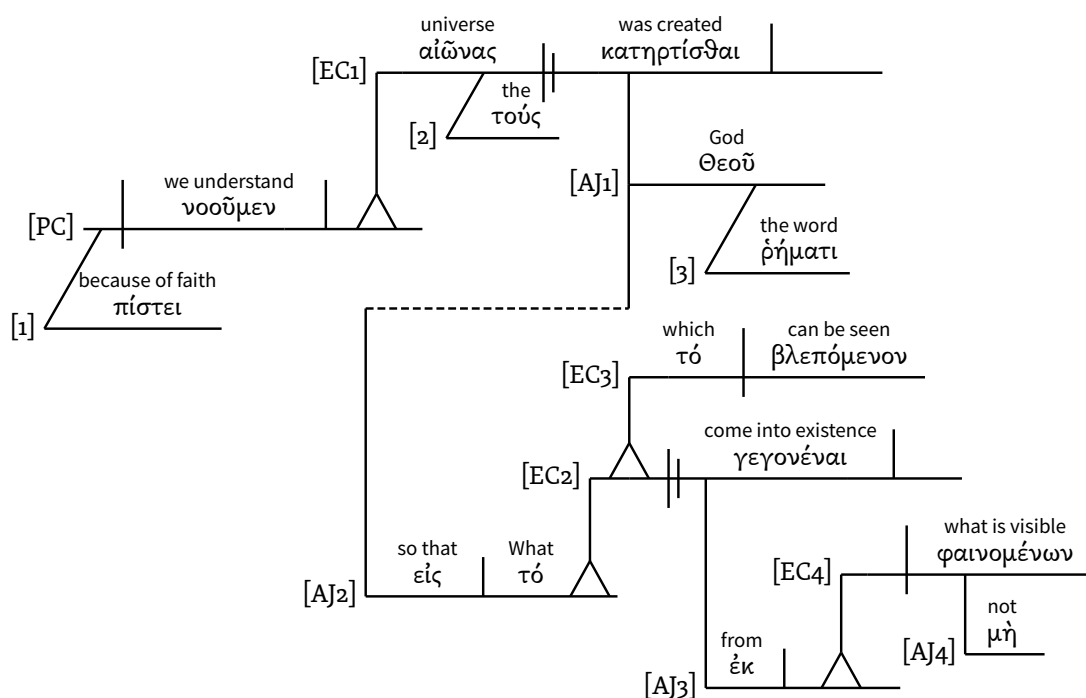 universe
αἰῶνας
was created
κατηρτίσθαι
[EC1]
the
τούς
[2]
God
Θεοῦ
[AJ1]
we understand
νοοῦμεν
[PC]
the word
ῥήματι
[3]
because of faith
πίστει
[1]
which
τό
can be seen
βλεπόμενον
[EC3]
come into existence
γεγονέναι
[EC2]
so that
εἰς
What
τό
[AJ2]
what is visible
φαινομένων
[EC4]
not
μὴ
[AJ4]
from
ἐκ
[AJ3]